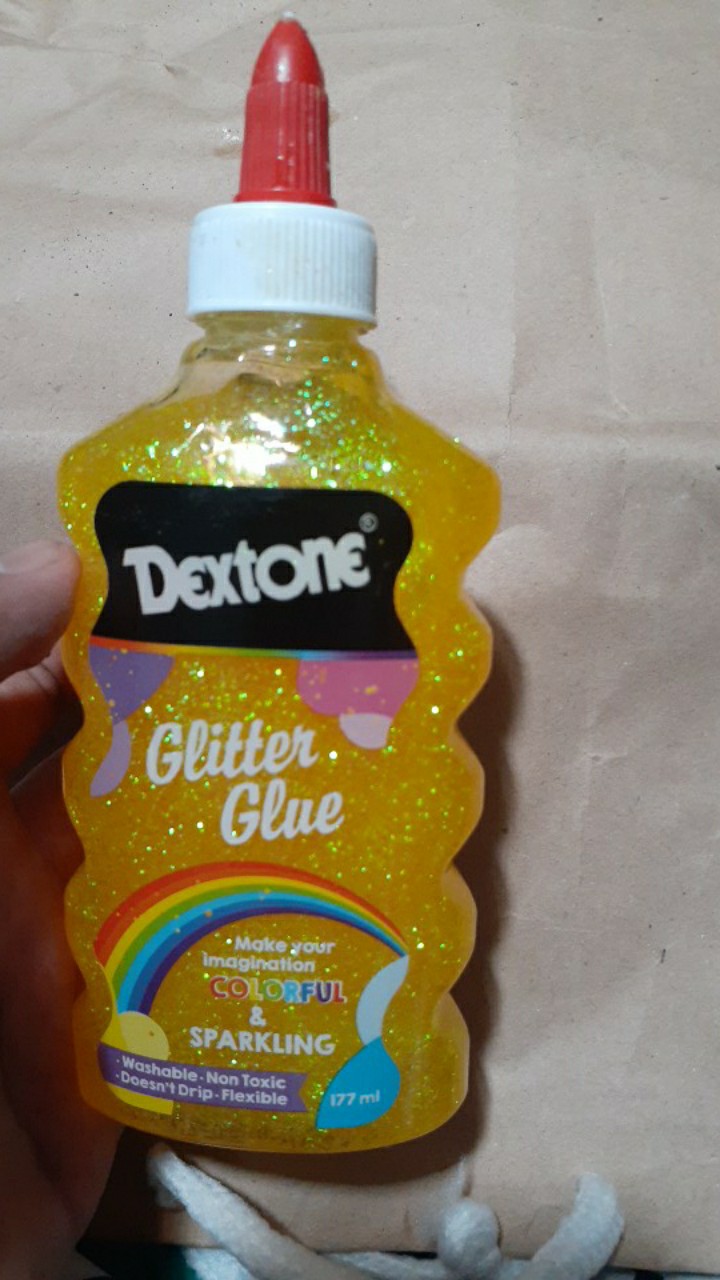 Dextone®
Glitter
Glue
Make your
imagination
COLORFUL
&
SPARKLING
·Washable·Non Toxic
·Doesn't Drip·Flexible
177 ml